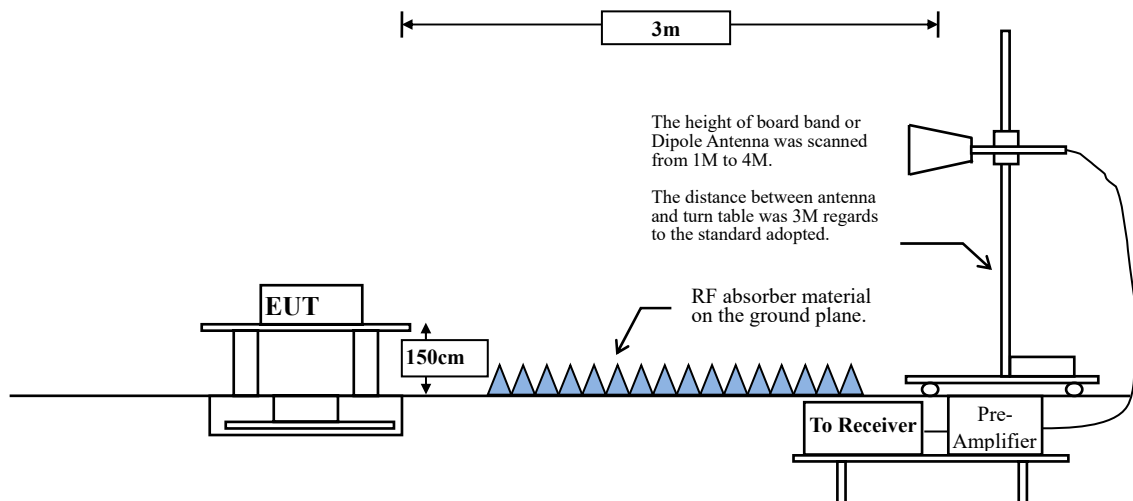 3m
The height of board band or
Dipole Antenna was scanned
from 1M to 4M.
The distance between antenna
and turn table was 3M regards
to the standard adopted.
EUT
RF absorber material
on the ground plane.
150cm
To Receiver
Pre-
Amplifier